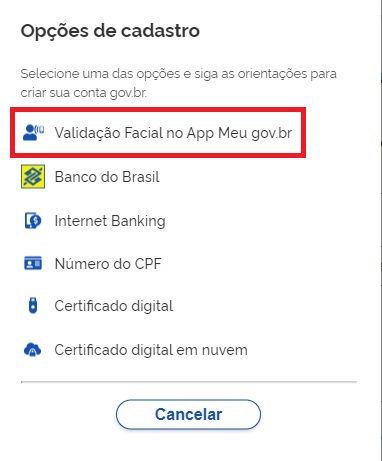 Opções de cadastro
Selecione uma das opções e siga as orientações para
criar sua conta gov.br.
Validação Facial no App Meu gov.br
Banco do Brasil
Internet Banking
Número do CPF
Certificado digital
Certificado digital em nuvem
Cancelar